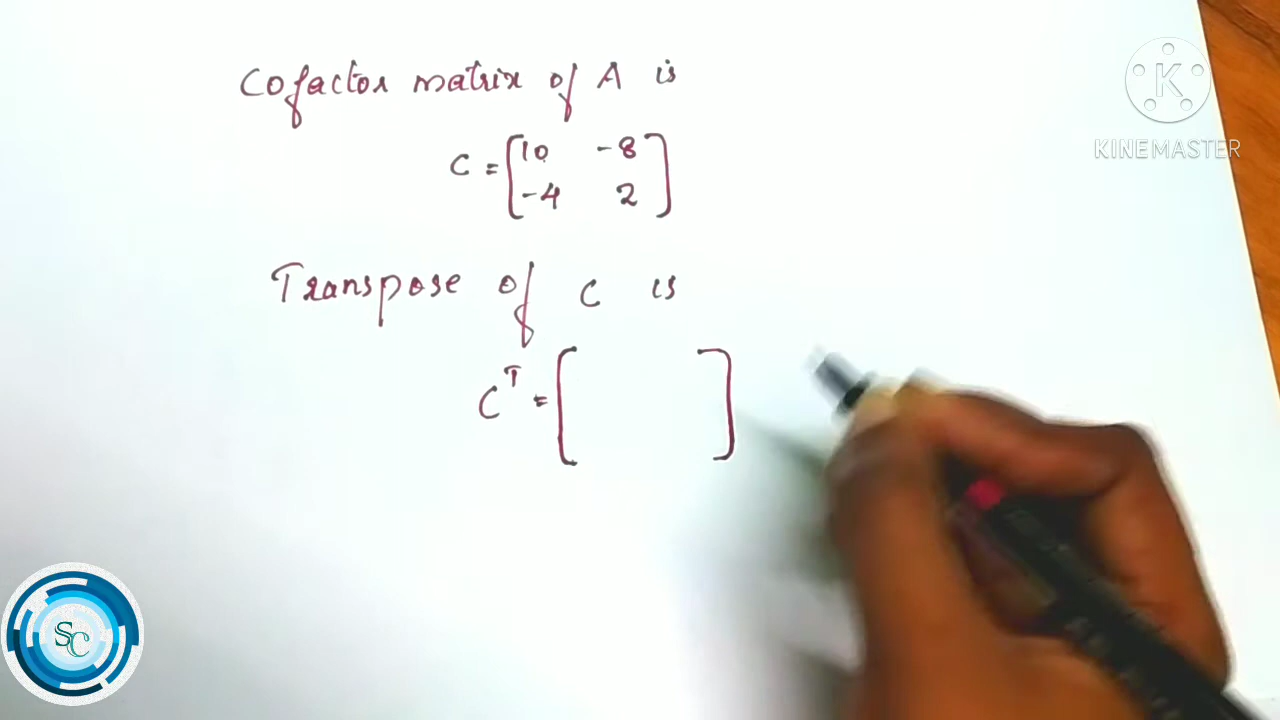 Cofactor matrix of A is
C = [10 -8
-4 2]
Transpose of C is
C^T = [ ]
K
KINEMASTER
SC